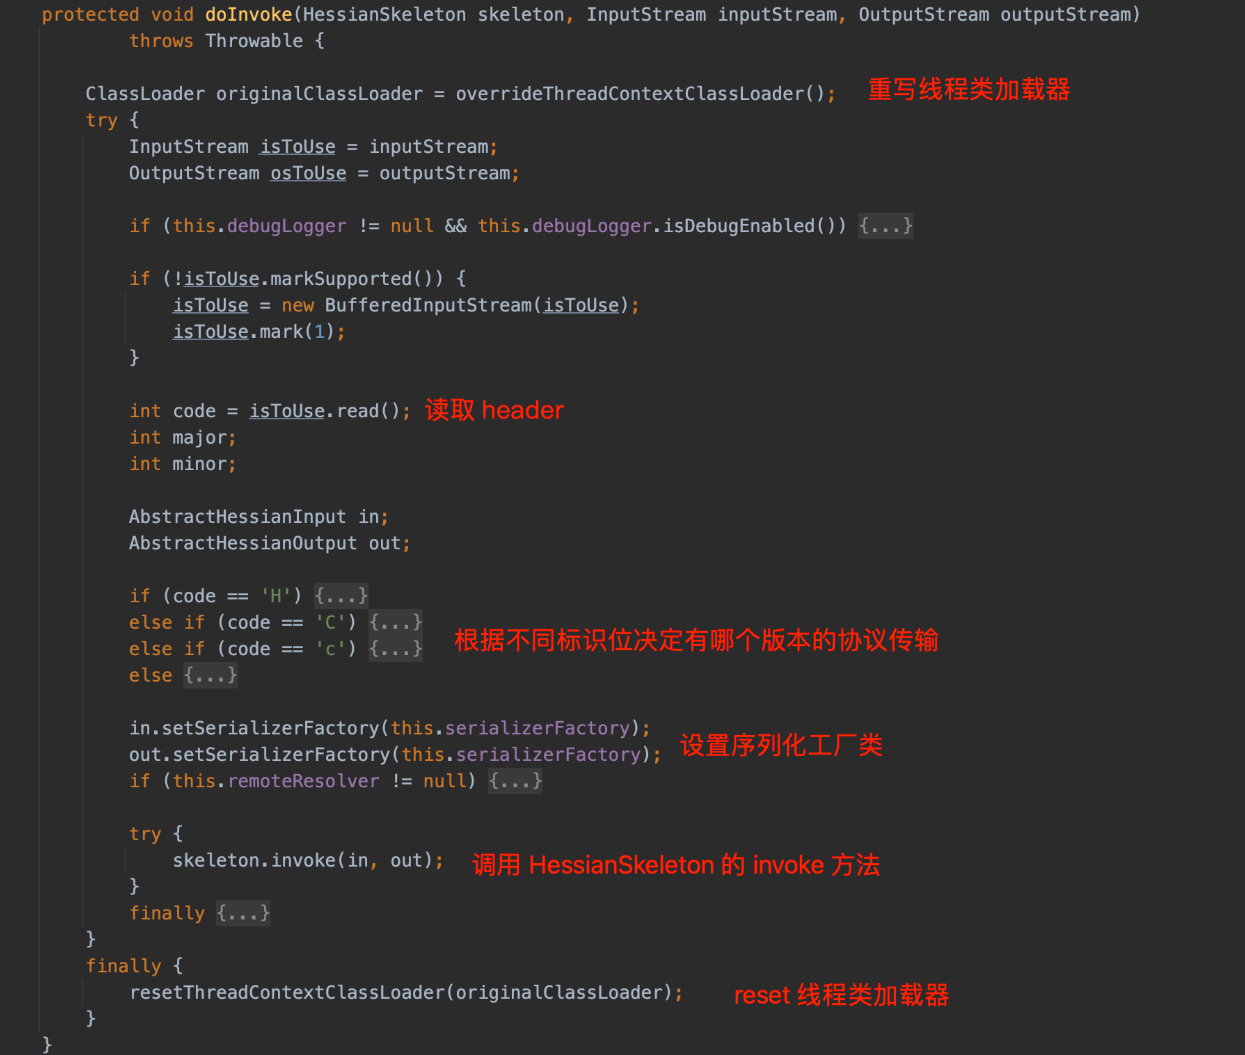 protected void doInvoke(HessianSkeleton skeleton, InputStream inputStream, OutputStream outputStream)
throws Throwable {
ClassLoader originalClassLoader = overrideThreadContextClassLoader(); 重写线程类加载器
try {
InputStream isToUse = inputStream;
OutputStream osToUse = outputStream;
if (this.debugLogger != null && this.debugLogger.isDebugEnabled()) {...}
if (!isToUse.markSupported()) {
isToUse = new BufferedInputStream(isToUse);
isToUse.mark(1);
}
int code = isToUse.read(); 读取 header
int major;
int minor;
AbstractHessianInput in;
AbstractHessianOutput out;
if (code == 'H') {...}
else if (code == 'C') {...}
else if (code == 'c') {...} 根据不同标识位决定有哪个版本的协议传输
else {...}
in.setSerializerFactory(this.serializerFactory);
out.setSerializerFactory(this.serializerFactory); 设置序列化工厂类
if (this.remoteResolver != null) {...}
try {
skeleton.invoke(in, out); 调用 HessianSkeleton 的 invoke 方法
}
finally {...}
}
finally {
resetThreadContextClassLoader(originalClassLoader); reset 线程类加载器
}
}